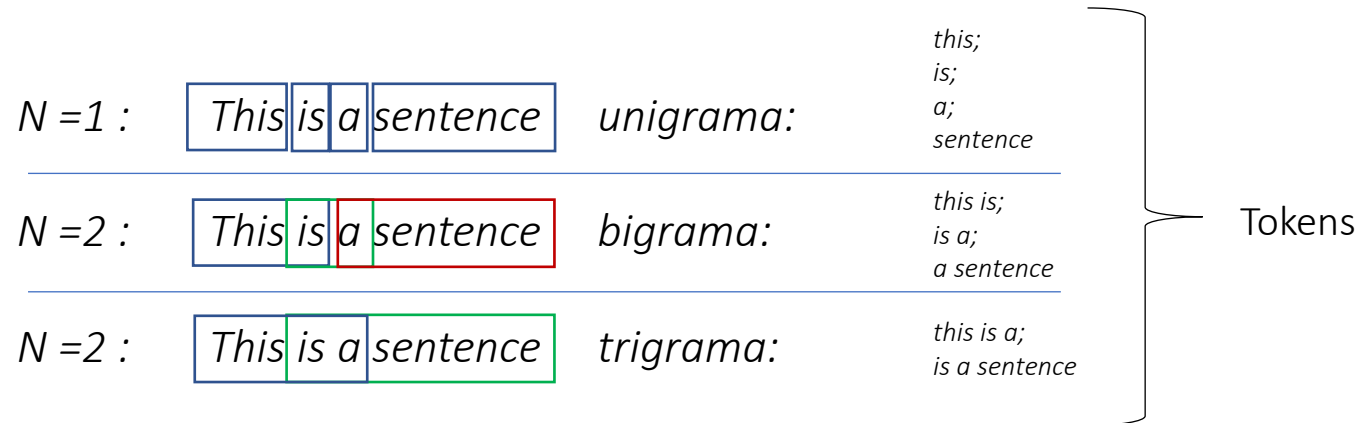 N =1 : This is a sentence unigrama:
this;
is;
a;
sentence
N =2 : This is a sentence bigrama:
this is;
is a;
a sentence
N =2 : This is a sentence trigrama:
this is a;
is a sentence
Tokens